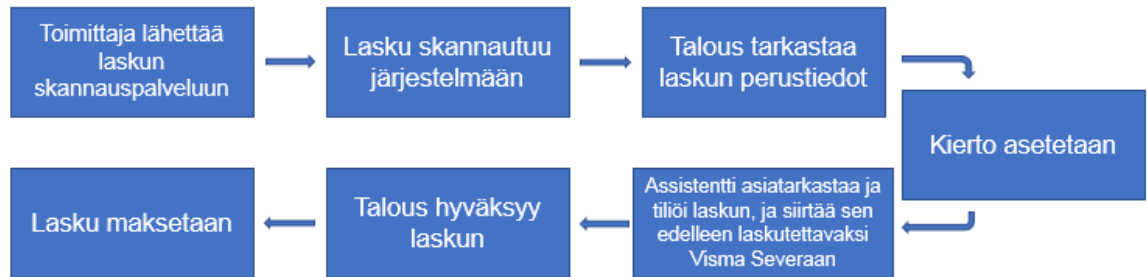 Toimittaja lähettää
laskun
skannauspalveluun
Lasku skannautuu
järjestelmään
Talous tarkastaa
laskun perustiedot
Kierto asetetaan
Assistentti asiatarkastaa ja
tiliöi laskun, ja siirtää sen
edelleen laskutettavaksi
Visma Severaan
Talous hyväksyy
laskun
Lasku maksetaan